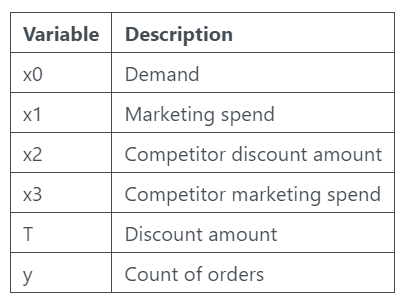 Variable Description
x0 Demand
x1 Marketing spend
x2 Competitor discount amount
x3 Competitor marketing spend
T Discount amount
y Count of orders